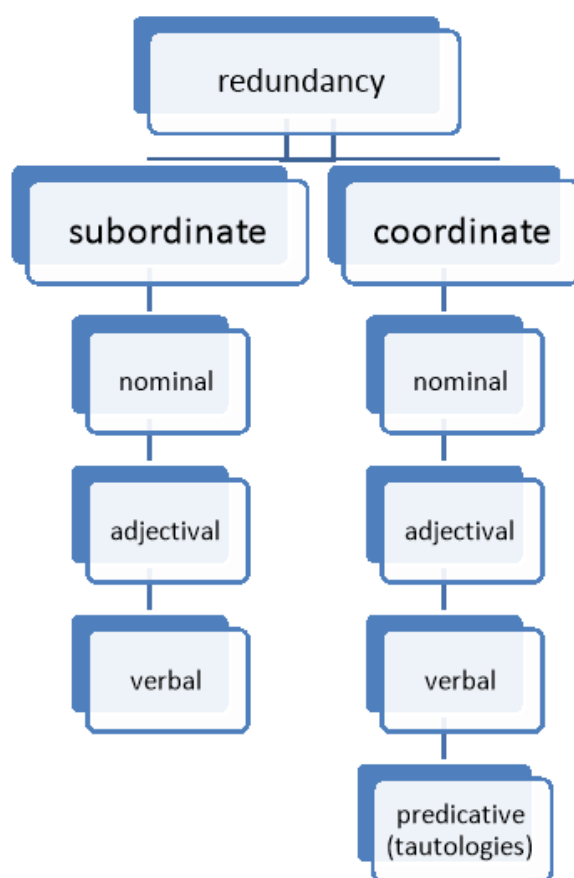 redundancy
subordinate
coordinate
nominal
nominal
adjectival
adjectival
verbal
verbal
predicative
(tautologies)